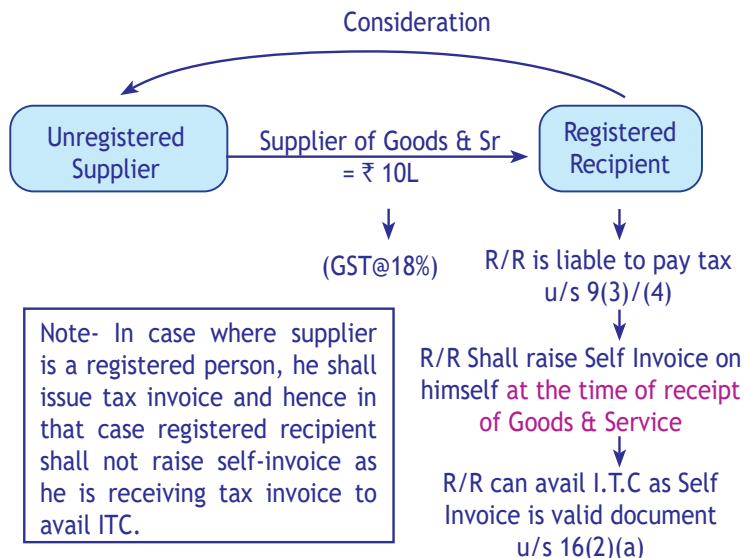 Consideration
Unregistered
Supplier
Supplier of Goods & Sr
= ₹ 10L
Registered
Recipient
(GST@18%)
R/R is liable to pay tax
u/s 9(3)/(4)
Note- In case where supplier
is a registered person, he shall
issue tax invoice and hence in
that case registered recipient
shall not raise self-invoice as
he is receiving tax invoice to
avail ITC.
R/R Shall raise Self Invoice on
himself at the time of receipt
of Goods & Service
R/R can avail I.T.C as Self
Invoice is valid document
u/s 16(2)(a)